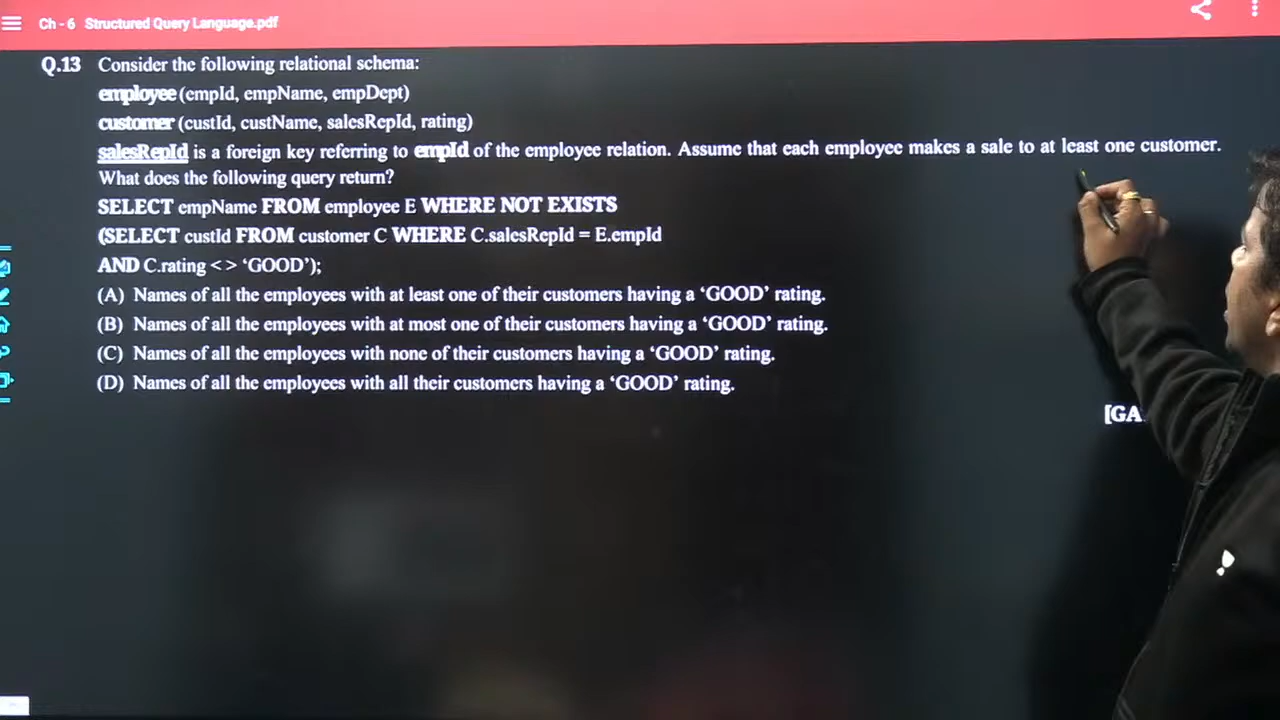 Ch - 6 Structured Query Language.pdf
Q.13 Consider the following relational schema:
employee (empId, empName, empDept)
customer (custId, custName, salesRepId, rating)
salesRepId is a foreign key referring to empId of the employee relation. Assume that each employee makes a sale to at least one customer.
What does the following query return?
SELECT empName FROM employee E WHERE NOT EXISTS
(SELECT custId FROM customer C WHERE C.salesRepId = E.empId
AND C.rating < > ‘GOOD’);
(A) Names of all the employees with at least one of their customers having a ‘GOOD’ rating.
(B) Names of all the employees with at most one of their customers having a ‘GOOD’ rating.
(C) Names of all the employees with none of their customers having a ‘GOOD’ rating.
(D) Names of all the employees with all their customers having a ‘GOOD’ rating.
[GA